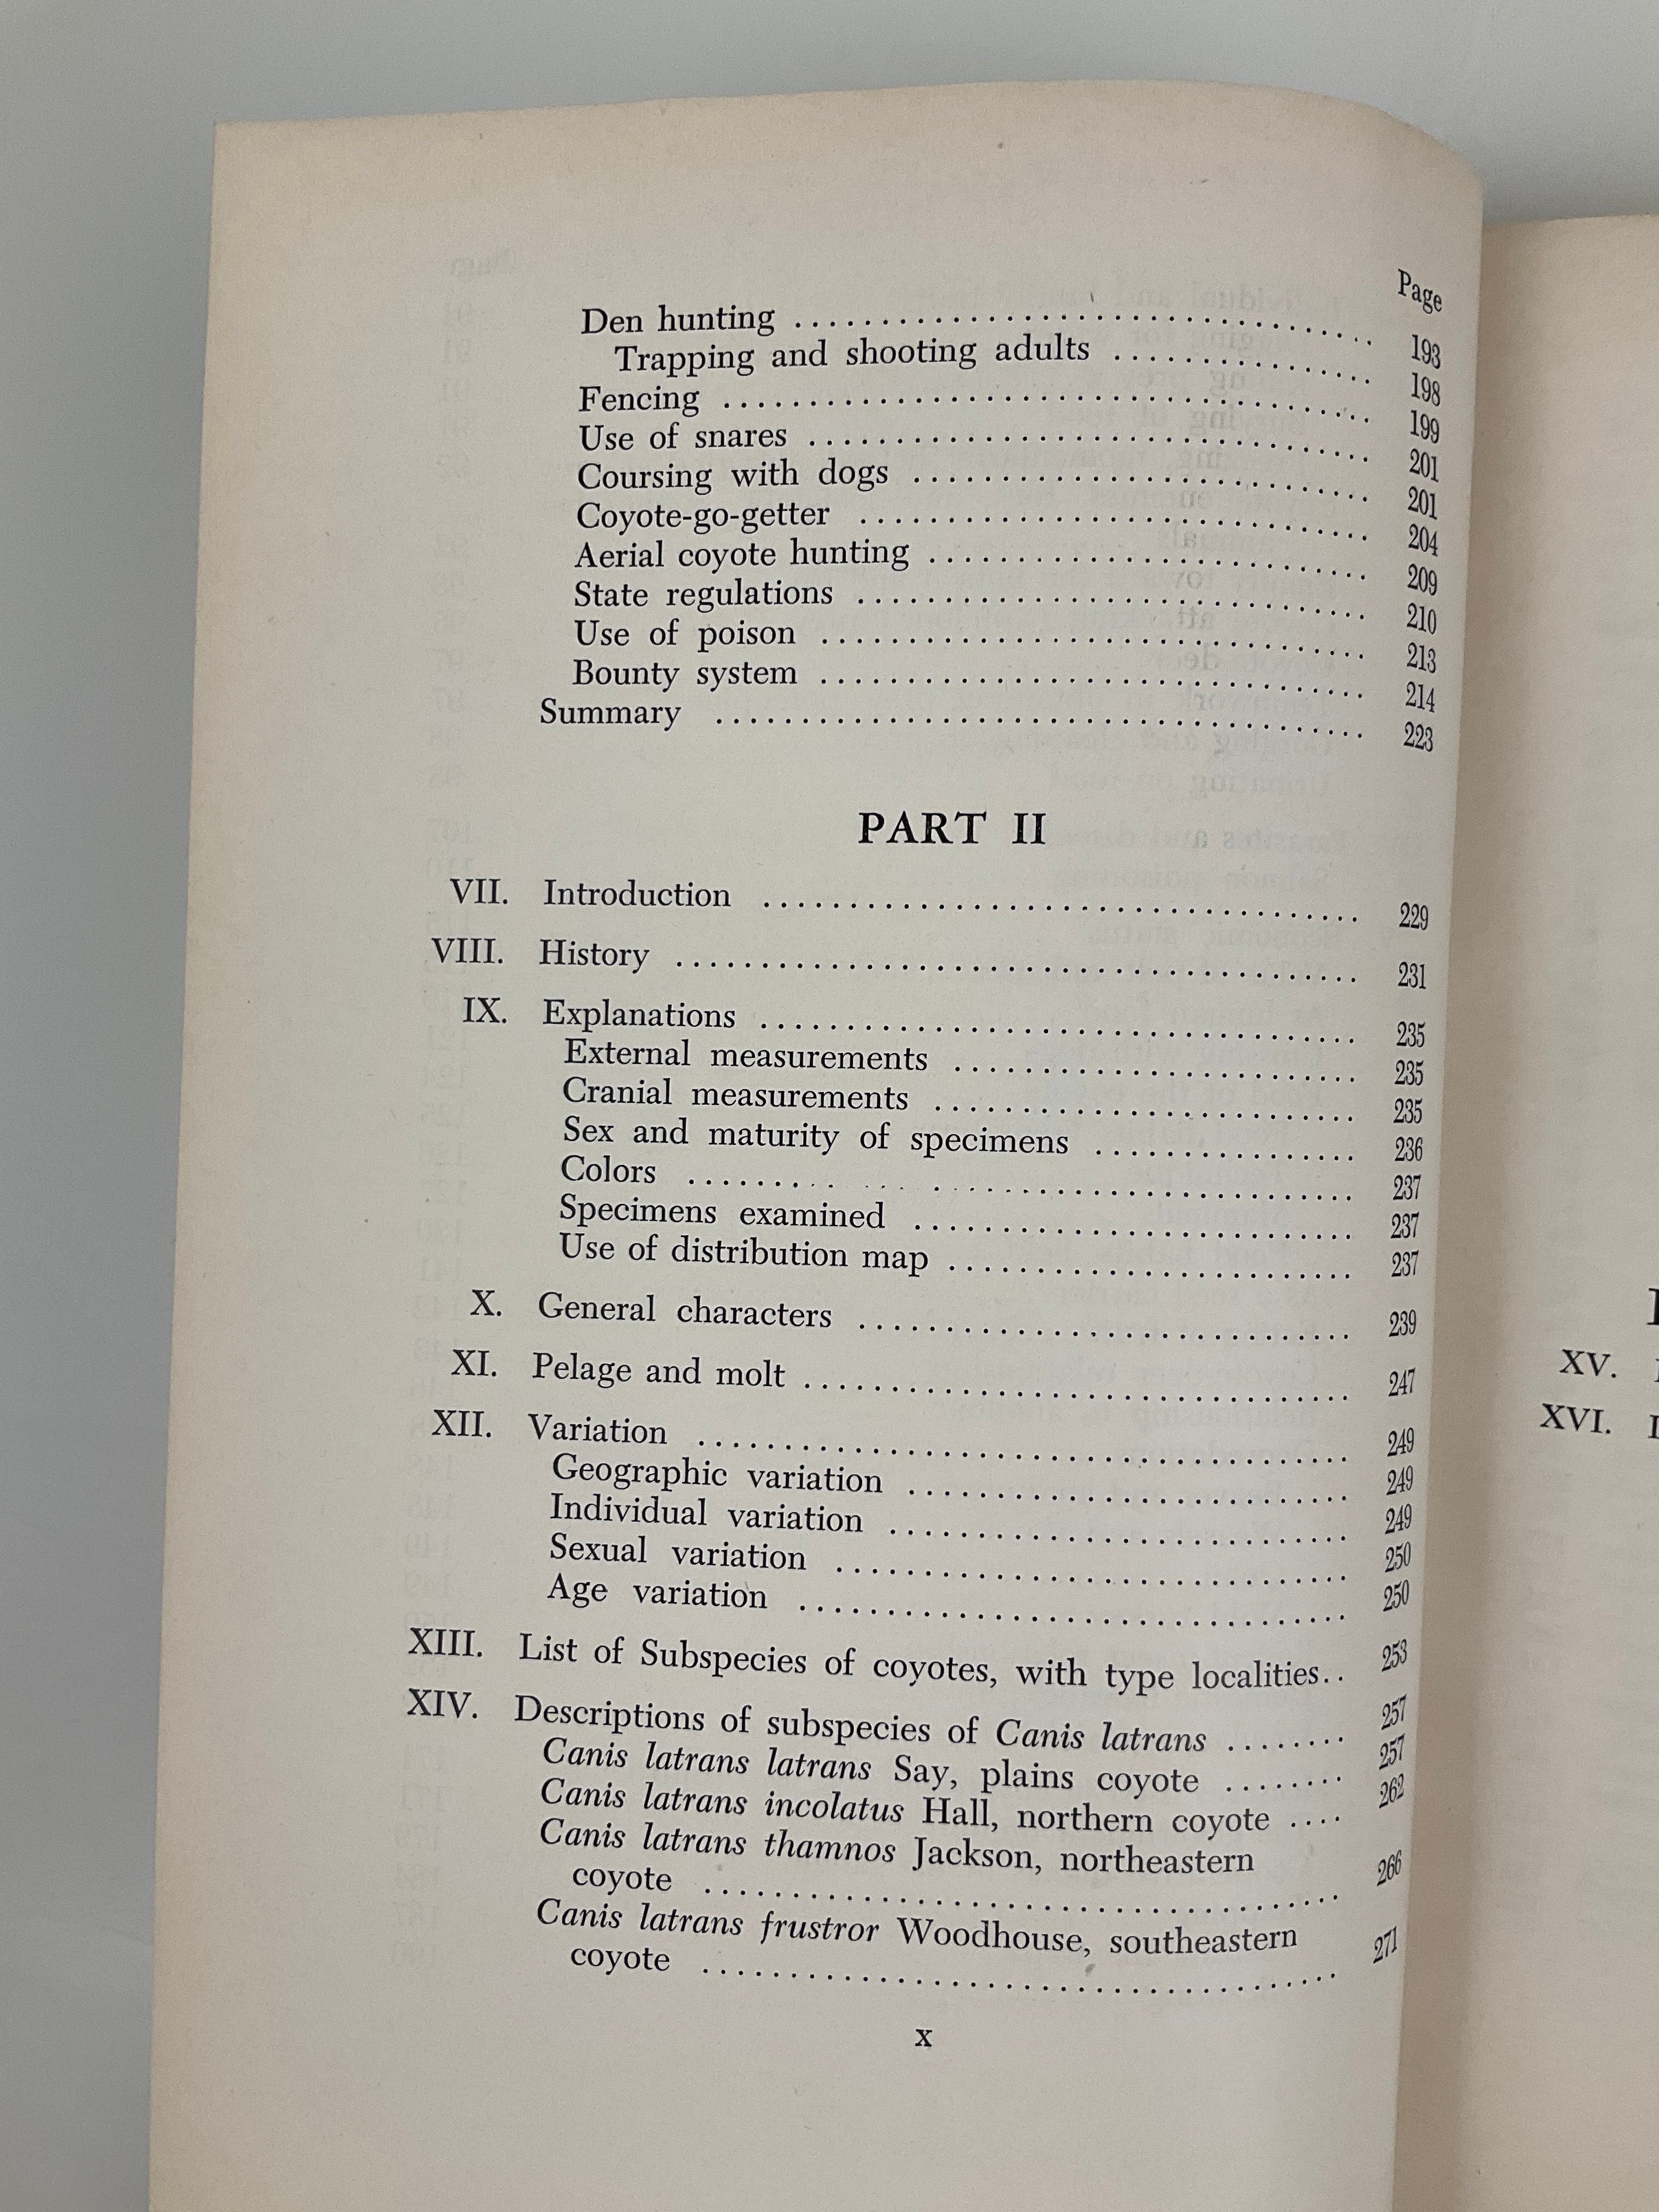 Page
Den hunting ........................................ 193
Trapping and shooting adults .................... 198
Fencing ........................................ 199
Use of snares ........................................ 201
Coursing with dogs ................................ 201
Coyote-go-getter ................................ 204
Aerial coyote hunting ............................ 209
State regulations ................................ 210
Use of poison ................................ 213
Bounty system ................................ 214
Summary ........................................ 223
PART II
VII. Introduction .................................... 229
VIII. History ........................................ 231
IX. Explanations .................................... 235
External measurements ........................ 235
Cranial measurements ........................ 235
Sex and maturity of specimens ................ 236
Colors ........................................ 237
Specimens examined ............................ 237
Use of distribution map ........................ 237
X. General characters ............................ 239
XI. Pelage and molt ................................ 247
XII. Variation ........................................ 249
Geographic variation ............................ 249
Individual variation ............................ 249
Sexual variation ................................ 250
Age variation ................................ 250
XIII. List of Subspecies of coyotes, with type localities.. 253
XIV. Descriptions of subspecies of Canis latrans ........ 257
Canis latrans latrans Say, plains coyote ........ 257
Canis latrans incolatus Hall, northern coyote .... 262
Canis latrans thamnos Jackson, northeastern
coyote ........................................ 266
Canis latrans frustror Woodhouse, southeastern
coyote ........................................ 271
x
XV.
XVI.